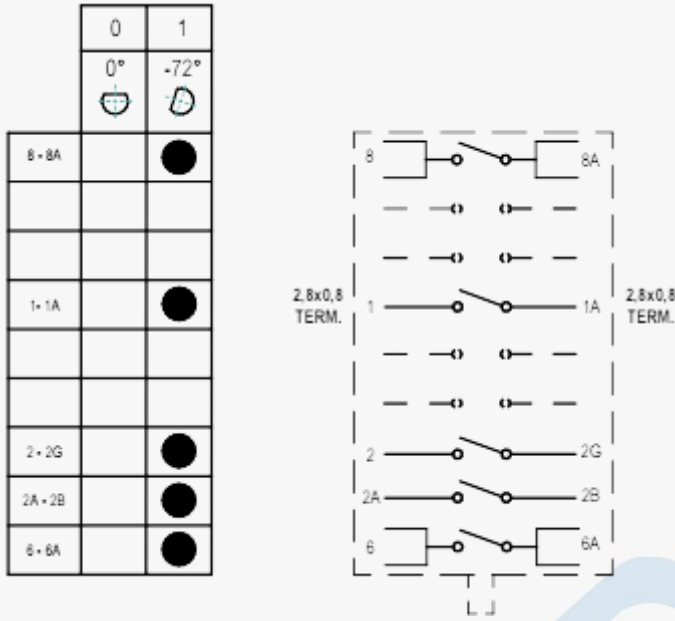 0 1
0° -72°
8 - 8A
1 - 1A
2 - 2G
2A - 2B
6 - 6A
8 8A
2,8x0,8 TERM.
1 1A
2,8x0,8 TERM.
2 2G
2A 2B
6 6A